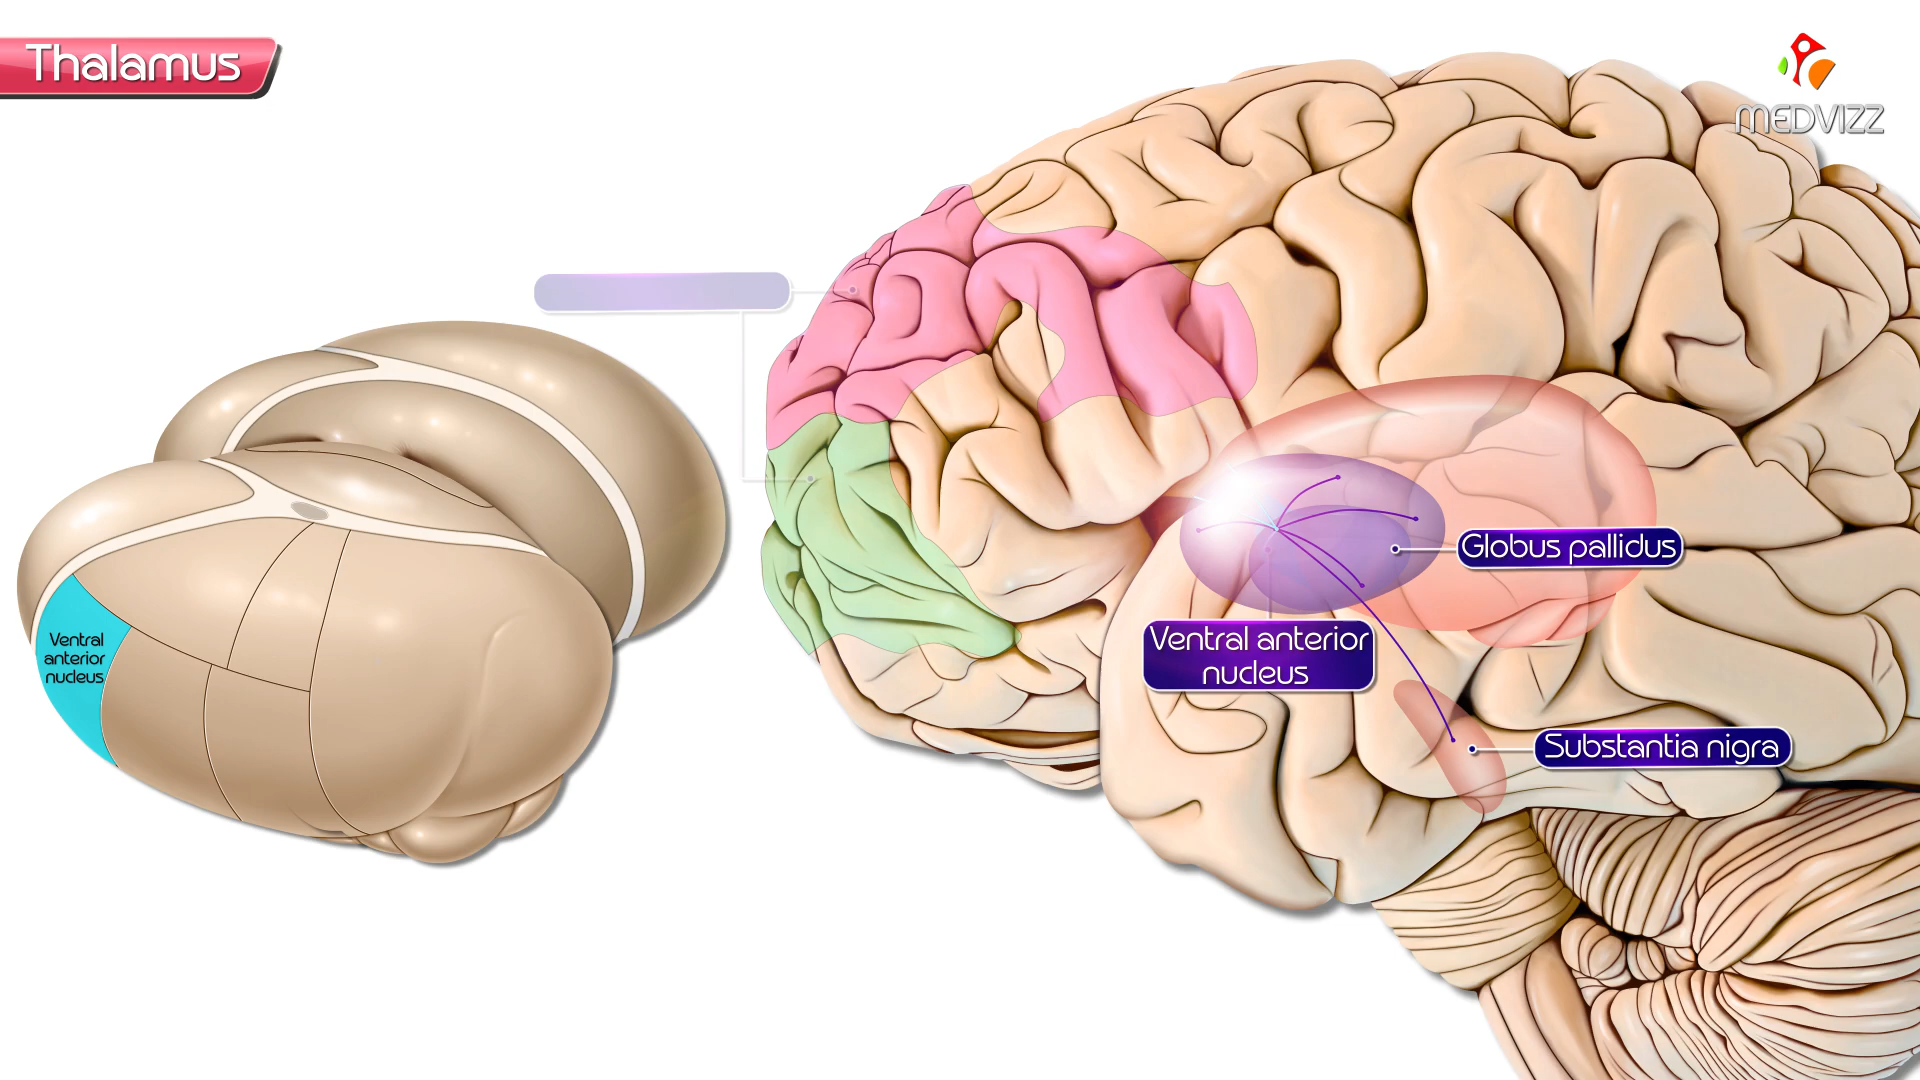 Thalamus
MEDVIZZ
Ventral
anterior
nucleus
Globus pallidus
Ventral anterior
nucleus
Substantia nigra